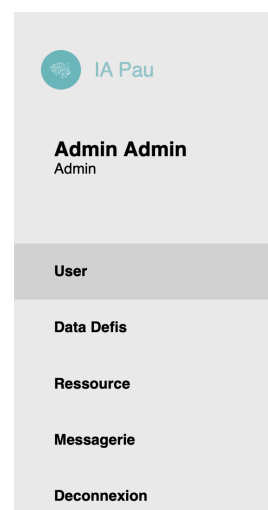 IA Pau
Admin Admin
Admin
User
Data Defis
Ressource
Messagerie
Deconnexion